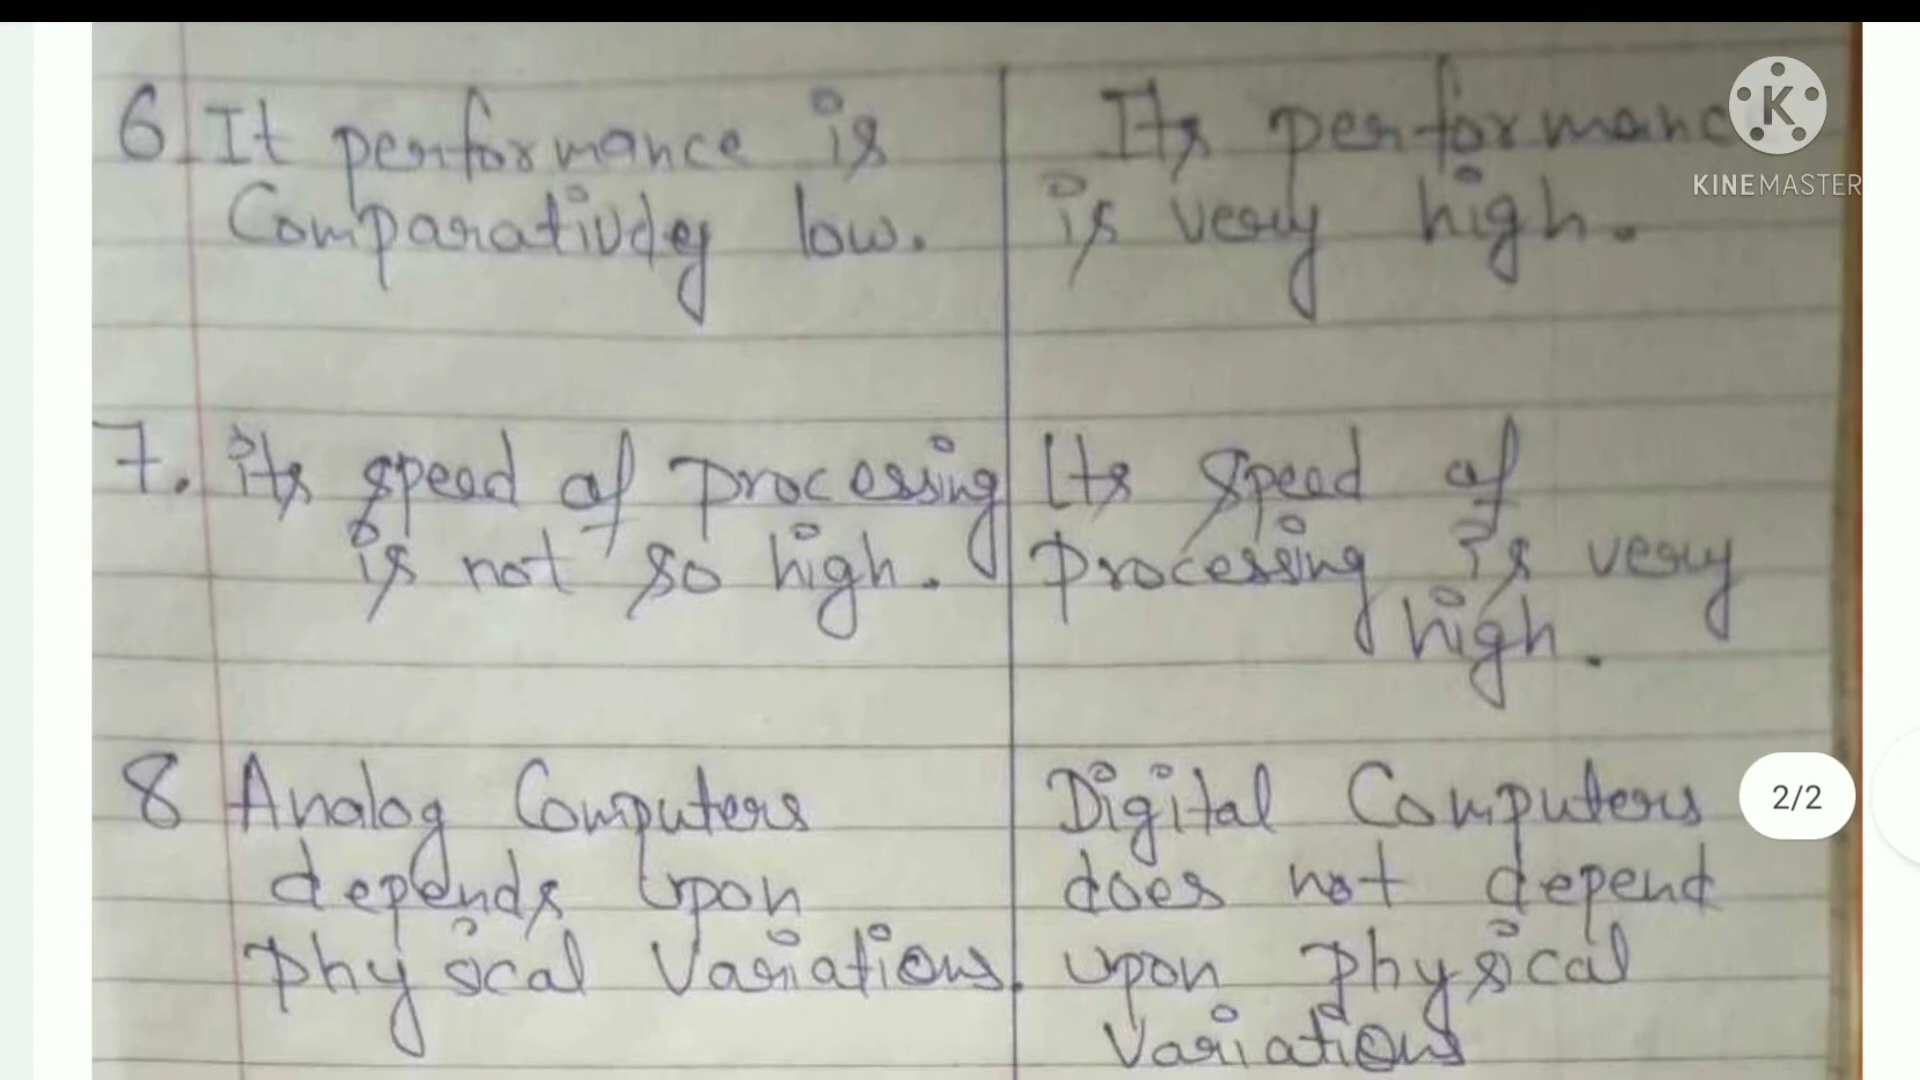 6 It performance is
Comparatively low.
Its performanc
is very high.
7. its speed of processing
is not so high.
Its speed of
processing is very
high.
8 Analog Computers
depends upon
physical Variations.
Digital Computers
does not depend
upon physical
Variations
K
KINEMASTER
2/2